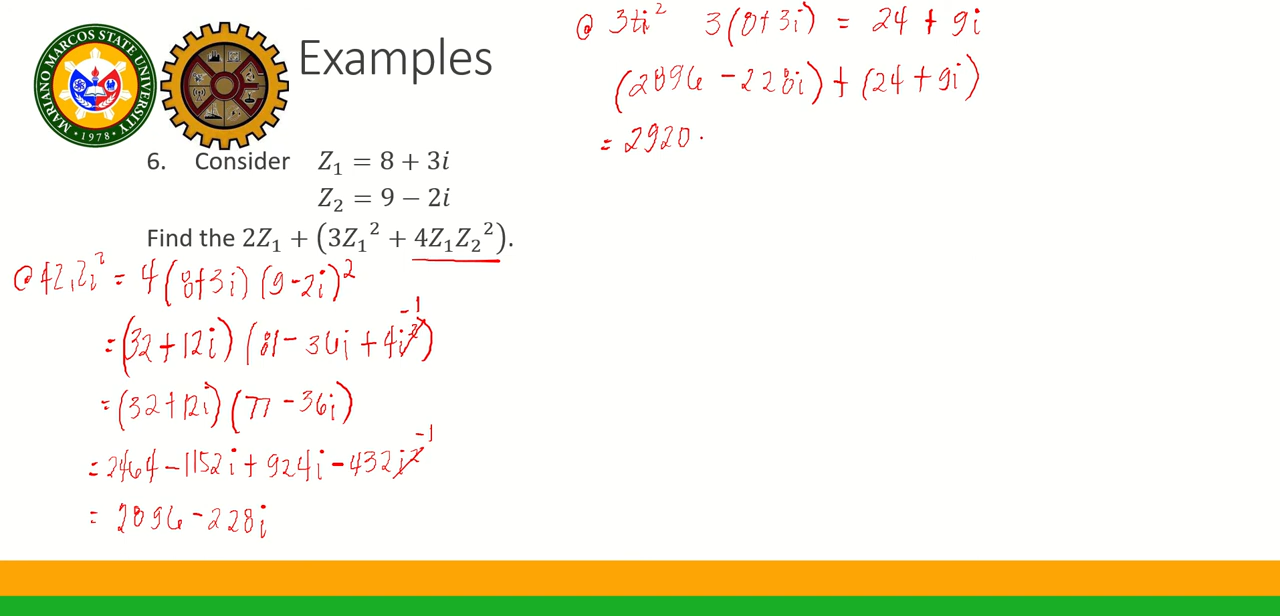 MARIANO MARCOS STATE UNIVERSITY
• 1978 •
Examples
6. Consider Z₁ = 8 + 3i
Z₂ = 9 − 2i
Find the 2Z₁ + (3Z₁² + 4Z₁Z₂²).
@ 4Z₁Z₂² = 4(8+3i)(9-2i)²
= (32+12i)(81-36i+4i²) -1
= (32+12i)(77-36i)
= 2464-1152i+924i-432i² -1
= 2896-228i
@ 3Z₁² 3(8+3i) = 24 + 9i
(2896 - 228i) + (24 + 9i)
= 2920